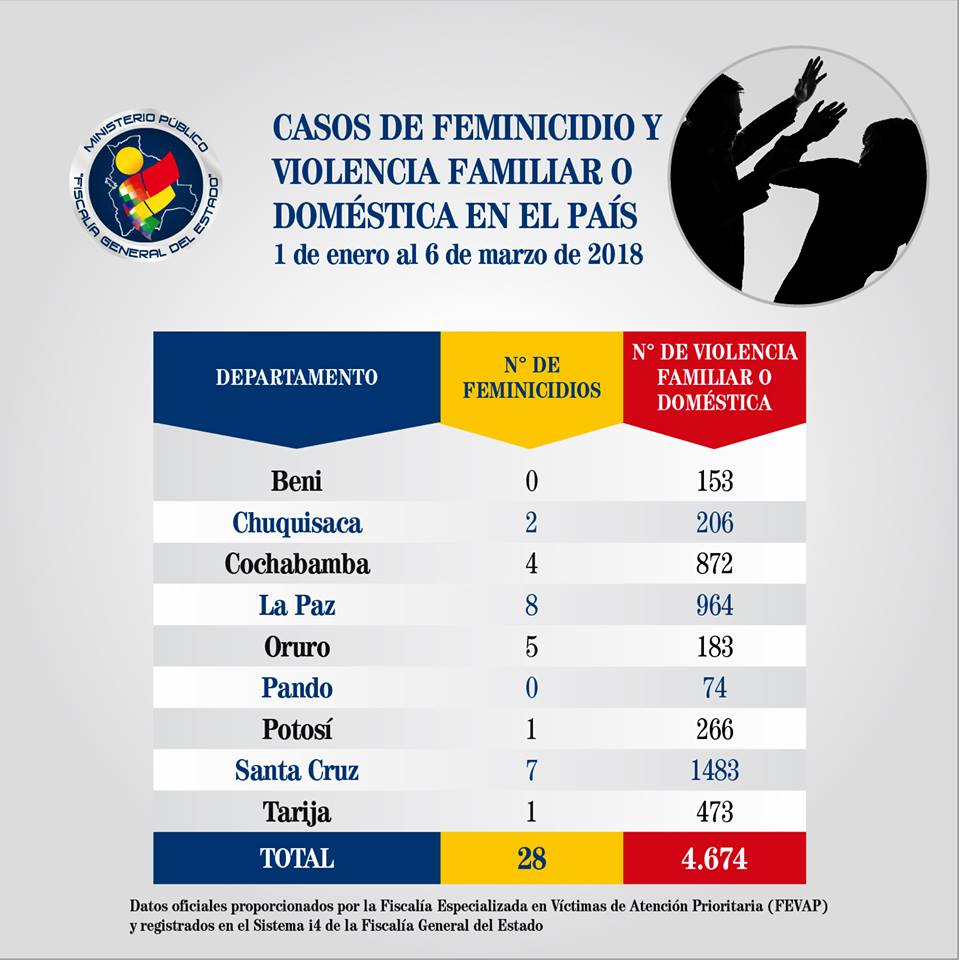 MINISTERIO PÚBLICO
"FISCALÍA GENERAL DEL ESTADO"
CASOS DE FEMINICIDIO Y
VIOLENCIA FAMILIAR O
DOMÉSTICA EN EL PAÍS
1 de enero al 6 de marzo de 2018
DEPARTAMENTO
N° DE
FEMINICIDIOS
N° DE VIOLENCIA
FAMILIAR O
DOMÉSTICA
Beni 0 153
Chuquisaca 2 206
Cochabamba 4 872
La Paz 8 964
Oruro 5 183
Pando 0 74
Potosí 1 266
Santa Cruz 7 1483
Tarija 1 473
TOTAL 28 4.674
Datos oficiales proporcionados por la Fiscalía Especializada en Víctimas de Atención Prioritaria (FEVAP)
y registrados en el Sistema i4 de la Fiscalía General del Estado